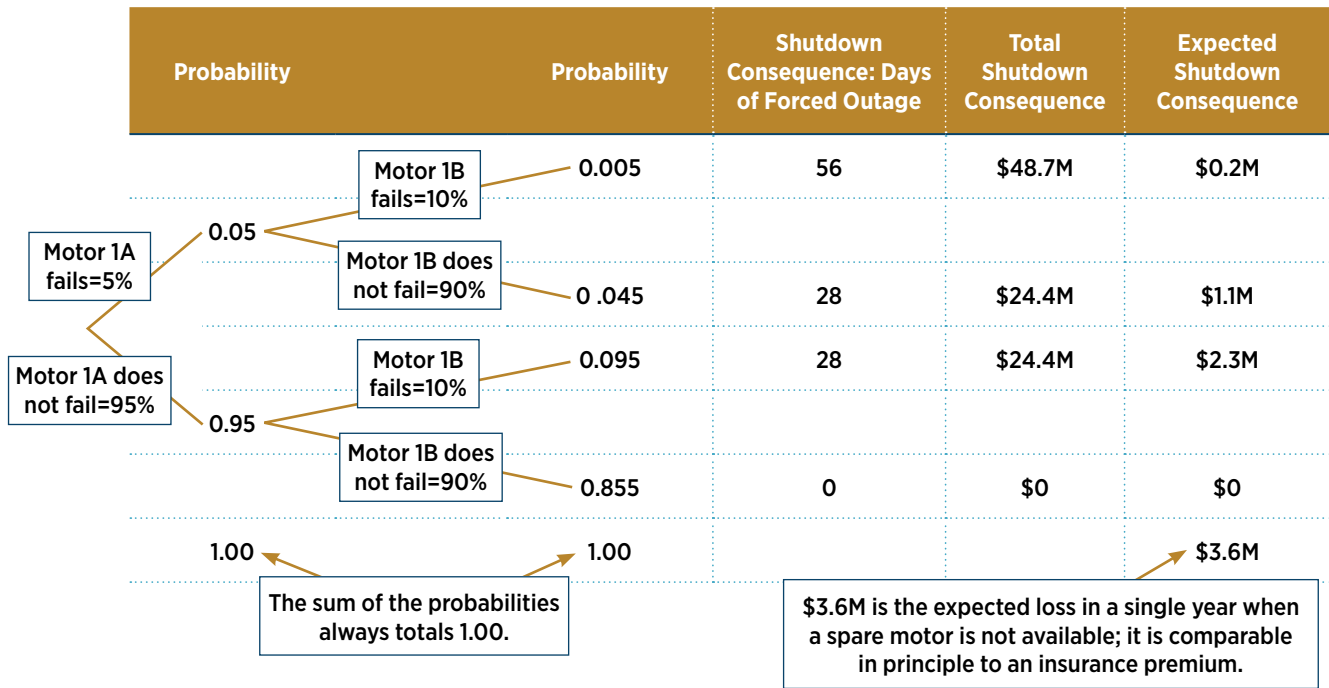 Probability
Probability
Shutdown
Consequence: Days
of Forced Outage
Total
Shutdown
Consequence
Expected
Shutdown
Consequence
Motor 1B
fails=10%
0.005
56
$48.7M
$0.2M
0.05
Motor 1A
fails=5%
Motor 1B does
not fail=90%
0 .045
28
$24.4M
$1.1M
Motor 1B
fails=10%
0.095
28
$24.4M
$2.3M
Motor 1A does
not fail=95%
0.95
Motor 1B does
not fail=90%
0.855
0
$0
$0
1.00
1.00
$3.6M
The sum of the probabilities
always totals 1.00.
$3.6M is the expected loss in a single year when
a spare motor is not available; it is comparable
in principle to an insurance premium.